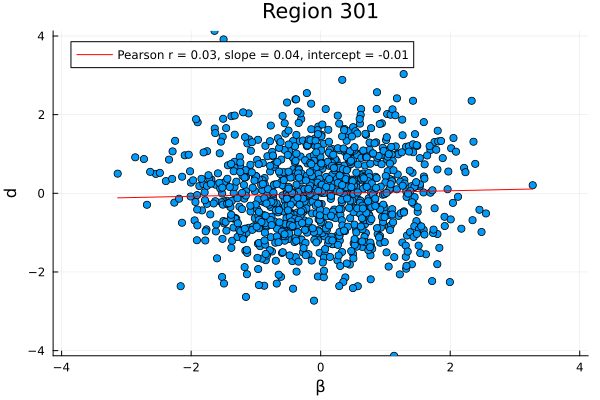 Region 301
Pearson r = 0.03, slope = 0.04, intercept = -0.01
d
4
2
0
−2
−4
−4
−2
0
2
4
β